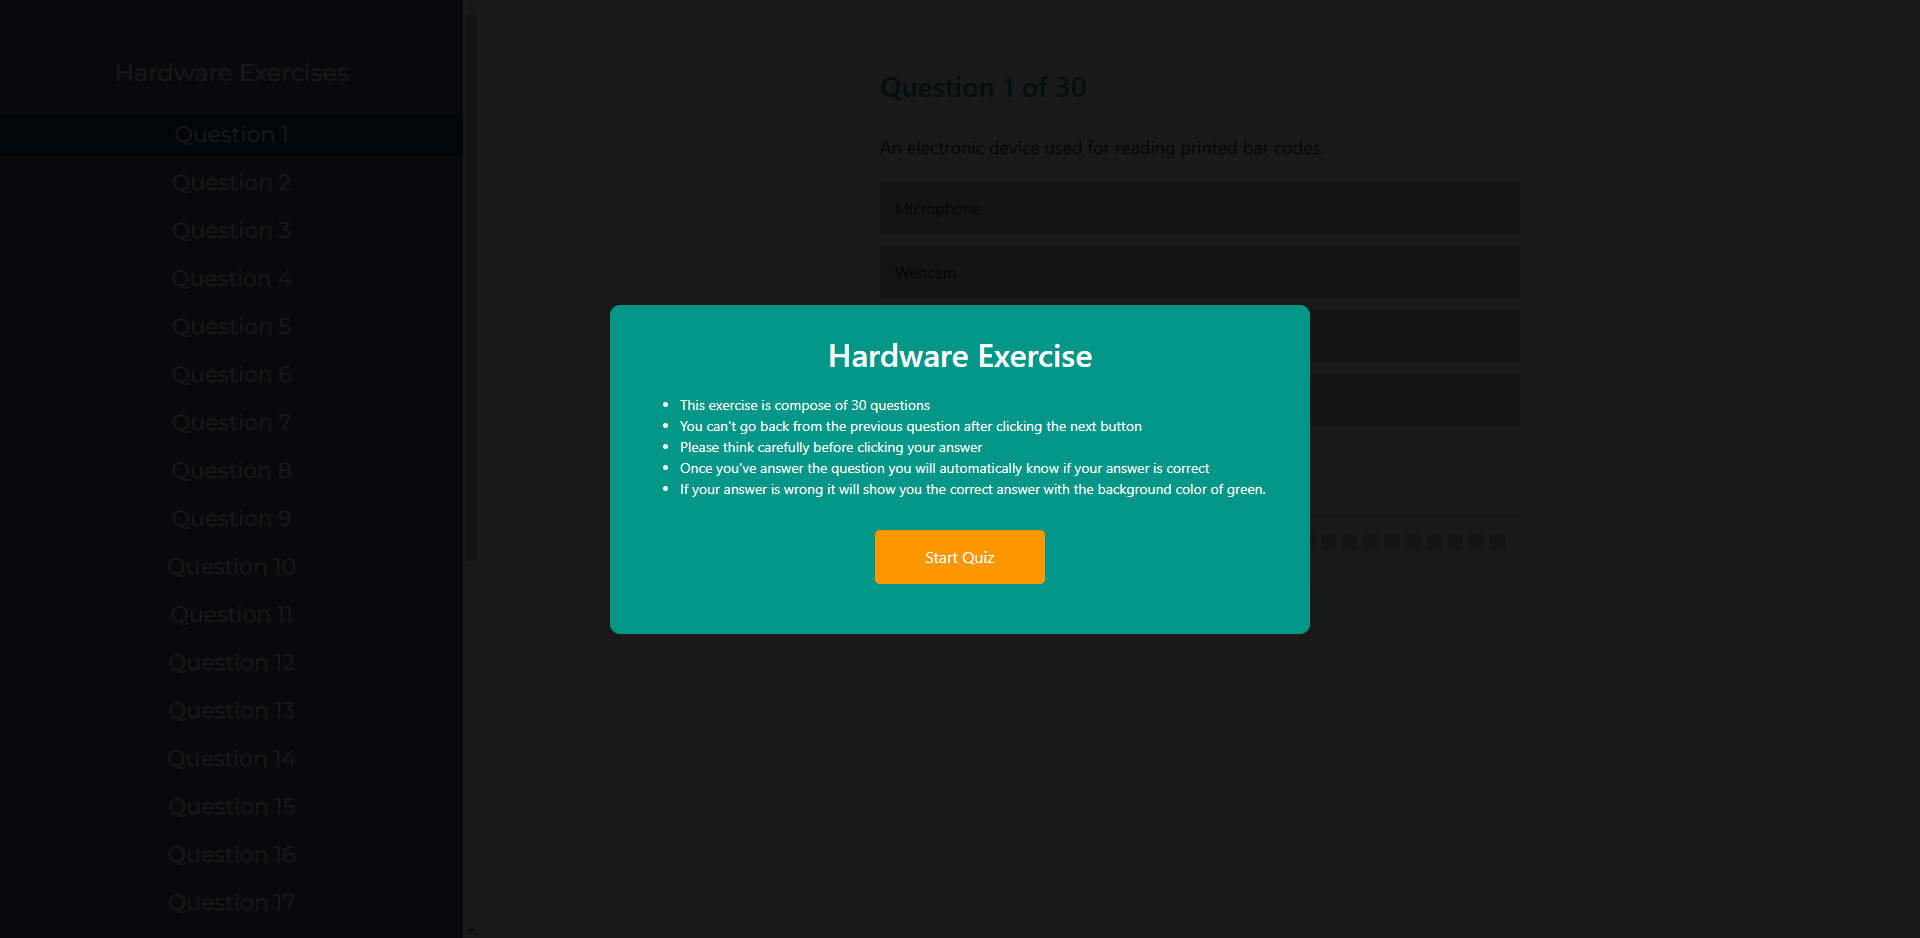 Hardware Exercises
Question 1
Question 2
Question 3
Question 4
Question 5
Question 6
Question 7
Question 8
Question 9
Question 10
Question 11
Question 12
Question 13
Question 14
Question 15
Question 16
Question 17
Question 1 of 30
An electronic device used for reading printed bar codes.
Microphone
Webcam
Hardware Exercise
• This exercise is compose of 30 questions
• You can't go back from the previous question after clicking the next button
• Please think carefully before clicking your answer
• Once you've answer the question you will automatically know if your answer is correct
• If your answer is wrong it will show you the correct answer with the background color of green.
Start Quiz